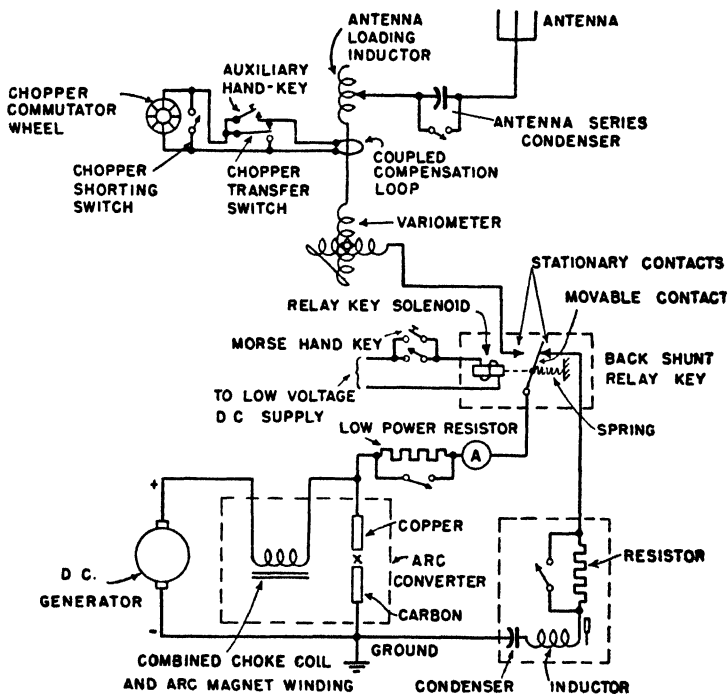 ANTENNA
LOADING
INDUCTOR
ANTENNA
AUXILIARY
HAND-KEY
CHOPPER
COMMUTATOR
WHEEL
ANTENNA SERIES
CONDENSER
CHOPPER
SHORTING
SWITCH
CHOPPER
TRANSFER
SWITCH
COUPLED
COMPENSATION
LOOP
VARIOMETER
STATIONARY CONTACTS
MOVABLE CONTACT
RELAY KEY SOLENOID
MORSE HAND
KEY
BACK SHUNT
RELAY KEY
TO LOW VOLTAGE
D C SUPPLY
SPRING
LOW POWER RESISTOR
A
+
COPPER
X
ARC
CONVERTER
CARBON
RESISTOR
D C.
GENERATOR
-
GROUND
COMBINED CHOKE COIL
AND ARC MAGNET WINDING
CONDENSER
INDUCTOR